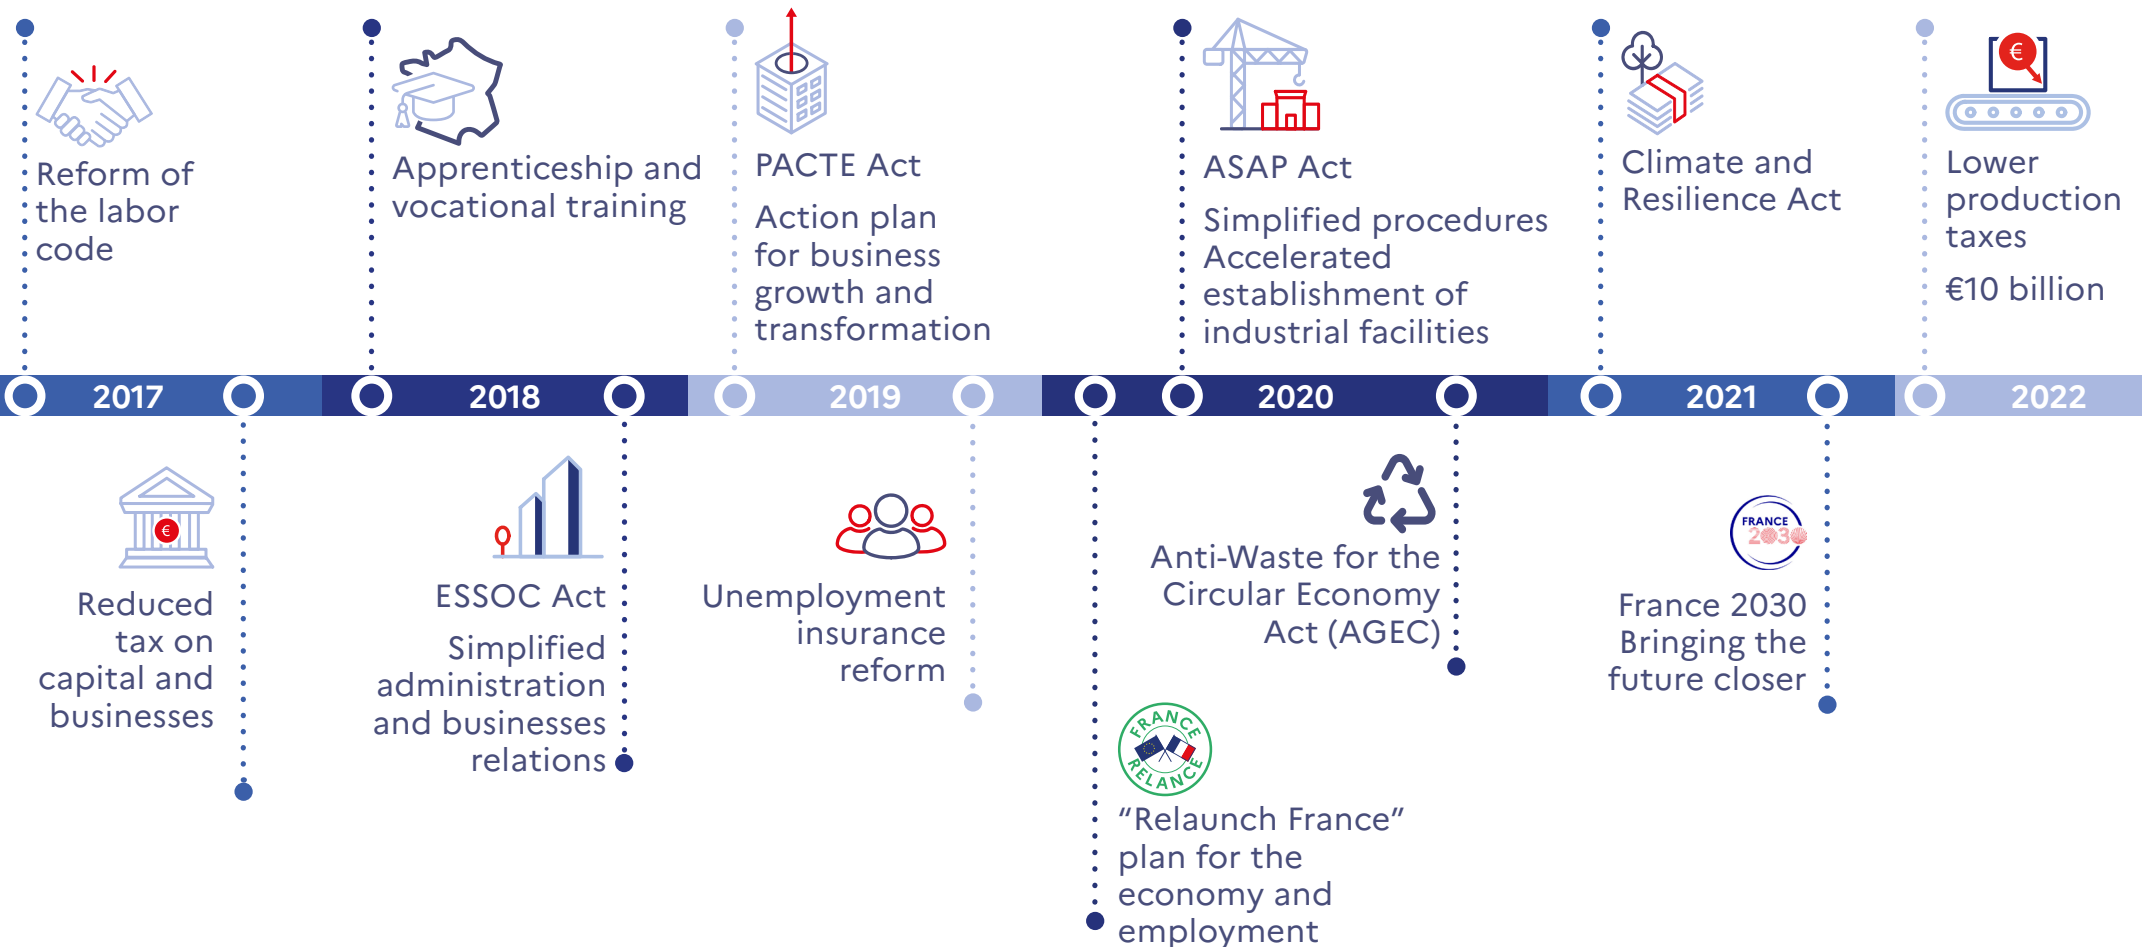 Reform of
the labor
code
Apprenticeship and
vocational training
PACTE Act
Action plan
for business
growth and
transformation
ASAP Act
Simplified procedures
Accelerated
establishment of
industrial facilities
Climate and
Resilience Act
€
Lower
production
taxes
€10 billion
2017
2018
2019
2020
2021
2022
€
Reduced
tax on
capital and
businesses
ESSOC Act
Simplified
administration
and businesses
relations
Unemployment
insurance
reform
Anti-Waste for the
Circular Economy
Act (AGEC)
FRANCE
RELANCE
“Relaunch France”
plan for the
economy and
employment
FRANCE
2030
France 2030
Bringing the
future closer